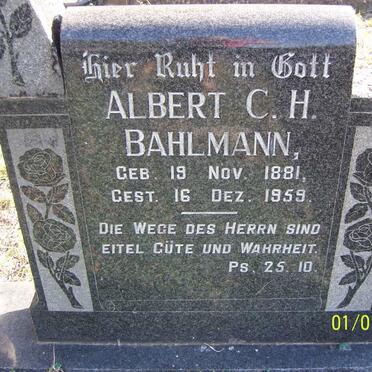 Hier Ruht in Gott
ALBERT C. H.
BAHLMANN,
GEB. 19 NOV. 1881,
GEST. 16 DEZ. 1959.
DIE WEGE DES HERRN SIND
EITEL GÜTE UND WAHRHEIT.
PS. 25. 10.
01/0